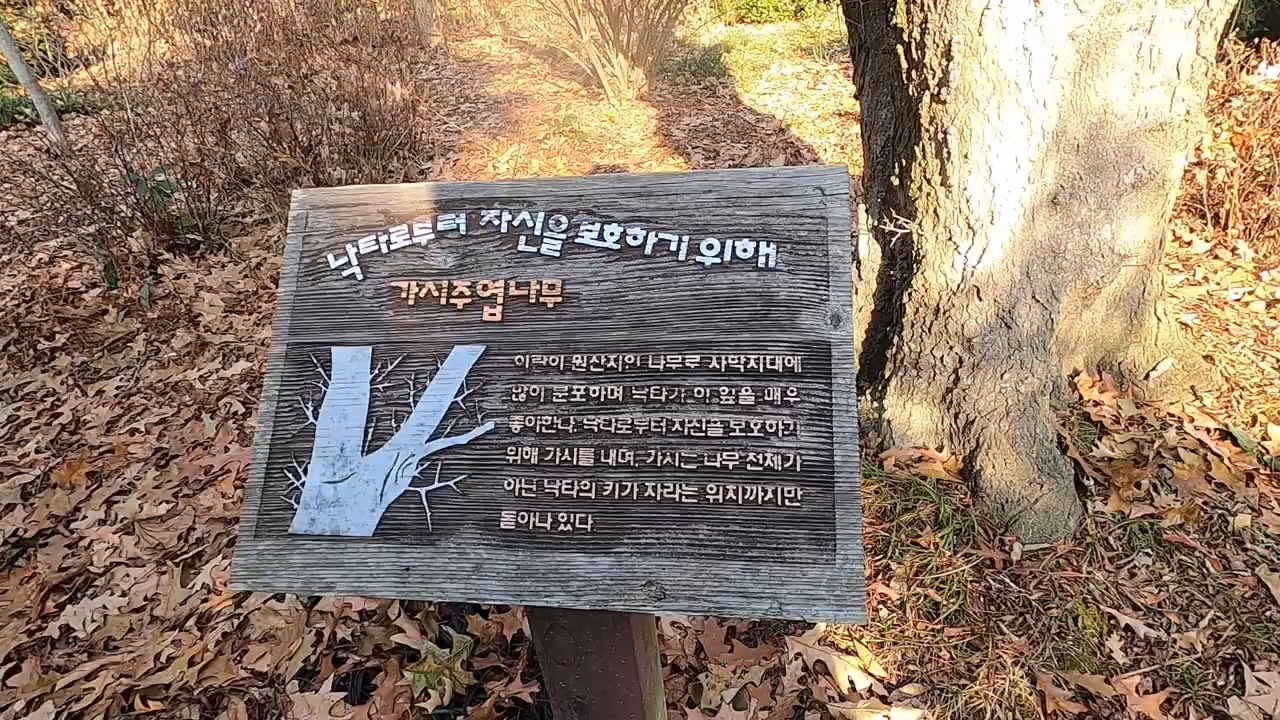 낙타로부터 자신을 보호하기 위해
가시주엽나무
이란이 원산지인 나무로 사막지대에
많이 분포하며 낙타가 이 잎을 매우
좋아한다. 낙타로부터 자신을 보호하기
위해 가시를 내며, 가시는 나무 전체가
아닌 낙타의 키가 자라는 위치까지만
돋아나 있다